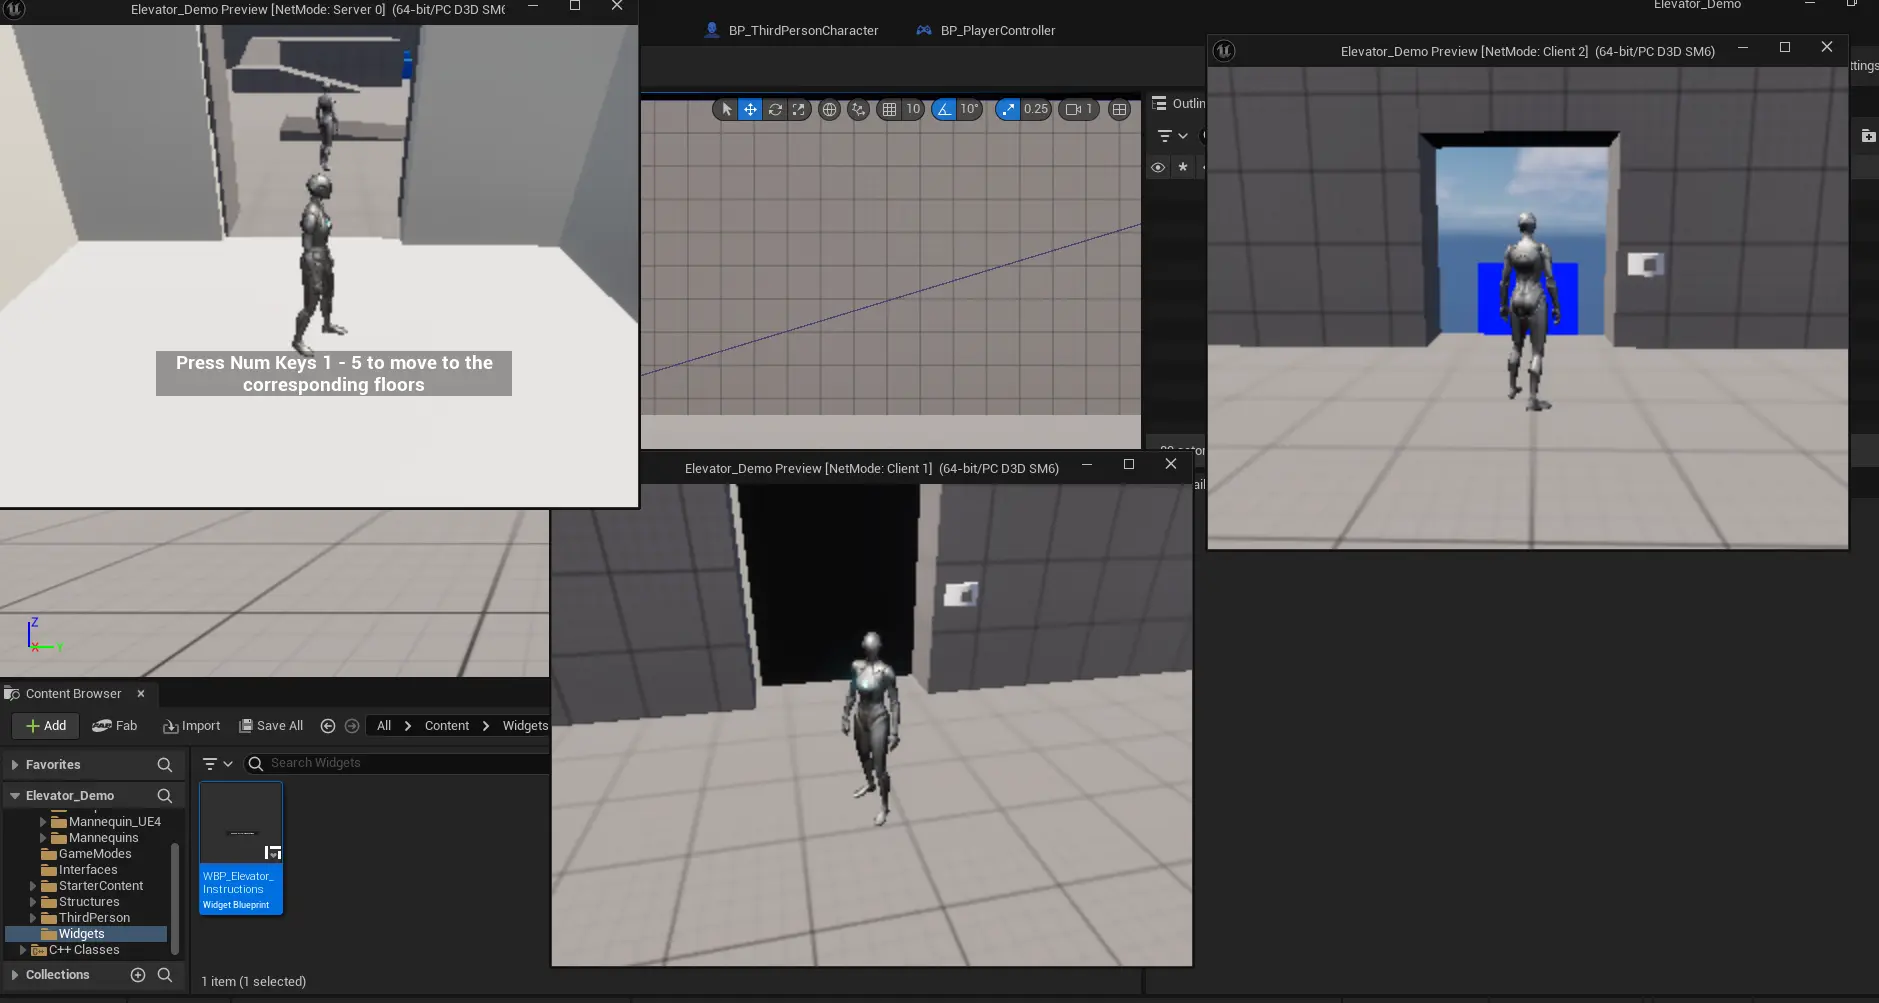 Elevator_Demo Preview [NetMode: Server 0] (64-bit/PC D3D SM6
Elevator_Demo
BP_ThirdPersonCharacter
BP_PlayerController
Elevator_Demo Preview [NetMode: Client 2] (64-bit/PC D3D SM6)
ttings
10
10°
0.25
1
Outlin
Press Num Keys 1 - 5 to move to the
corresponding floors
Elevator_Demo Preview [NetMode: Client 1] (64-bit/PC D3D SM6)
ail
Z
X
Y
Content Browser
Add
Fab
Import
Save All
All
Content
Widgets
Favorites
Search Widgets
Elevator_Demo
Mannequin_UE4
Mannequins
GameModes
Interfaces
StarterContent
Structures
ThirdPerson
Widgets
C++ Classes
WBP_Elevator_
Instructions
Widget Blueprint
Collections
1 item (1 selected)